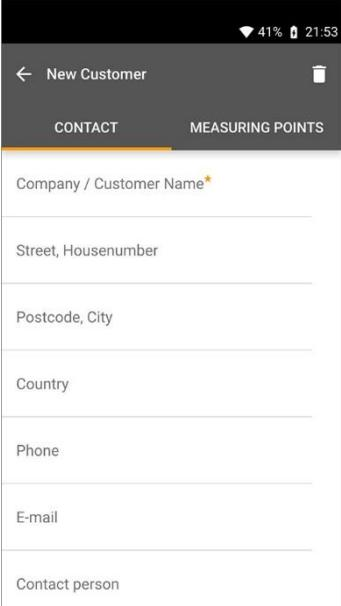 41% 21:53
New Customer
CONTACT MEASURING POINTS
Company / Customer Name*
Street, Housenumber
Postcode, City
Country
Phone
E-mail
Contact person